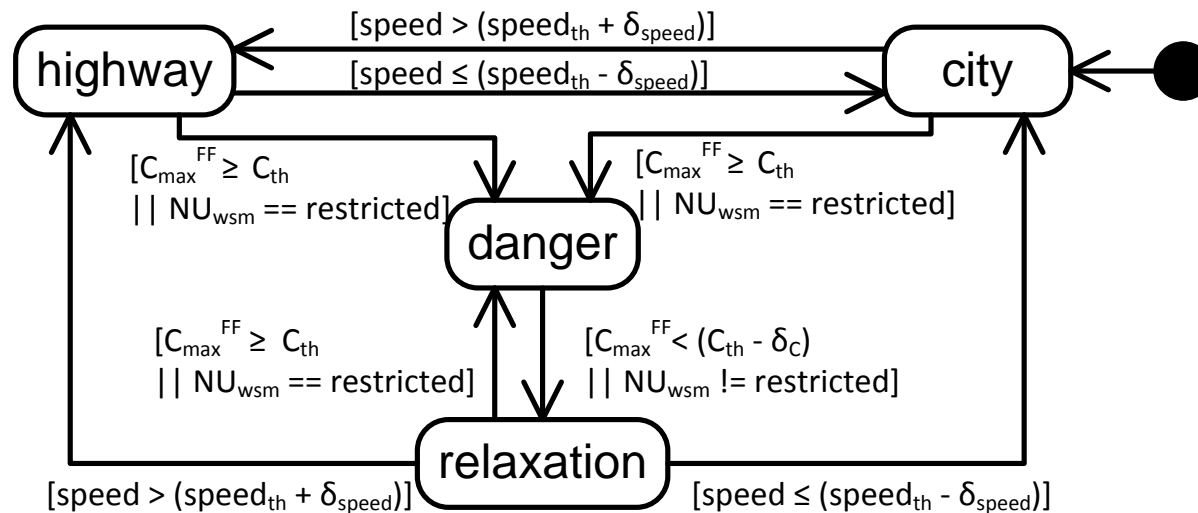 [speed > (speed_th + δ_speed)]
highway
city
[speed ≤ (speed_th - δ_speed)]
[C_max^FF ≥ C_th
|| NU_wsm == restricted]
[C_max^FF ≥ C_th
|| NU_wsm == restricted]
danger
[C_max^FF ≥ C_th
|| NU_wsm == restricted]
[C_max^FF < (C_th - δ_C)
|| NU_wsm != restricted]
relaxation
[speed > (speed_th + δ_speed)]
[speed ≤ (speed_th - δ_speed)]